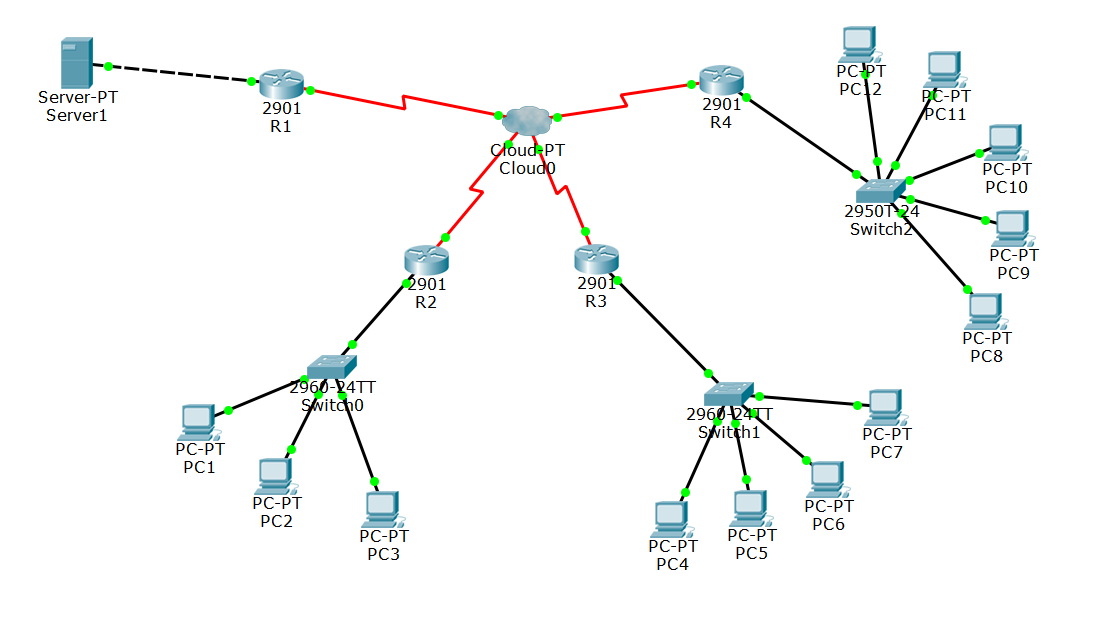 Server-PT
Server1
2901
R1
Cloud-PT
Cloud0
2901
R4
PC-PT
PC12
PC-PT
PC11
PC-PT
PC10
2950T-24
Switch2
PC-PT
PC9
PC-PT
PC8
2901
R2
2901
R3
2960-24TT
Switch0
PC-PT
PC1
PC-PT
PC2
PC-PT
PC3
2960-24TT
Switch1
PC-PT
PC7
PC-PT
PC6
PC-PT
PC5
PC-PT
PC4